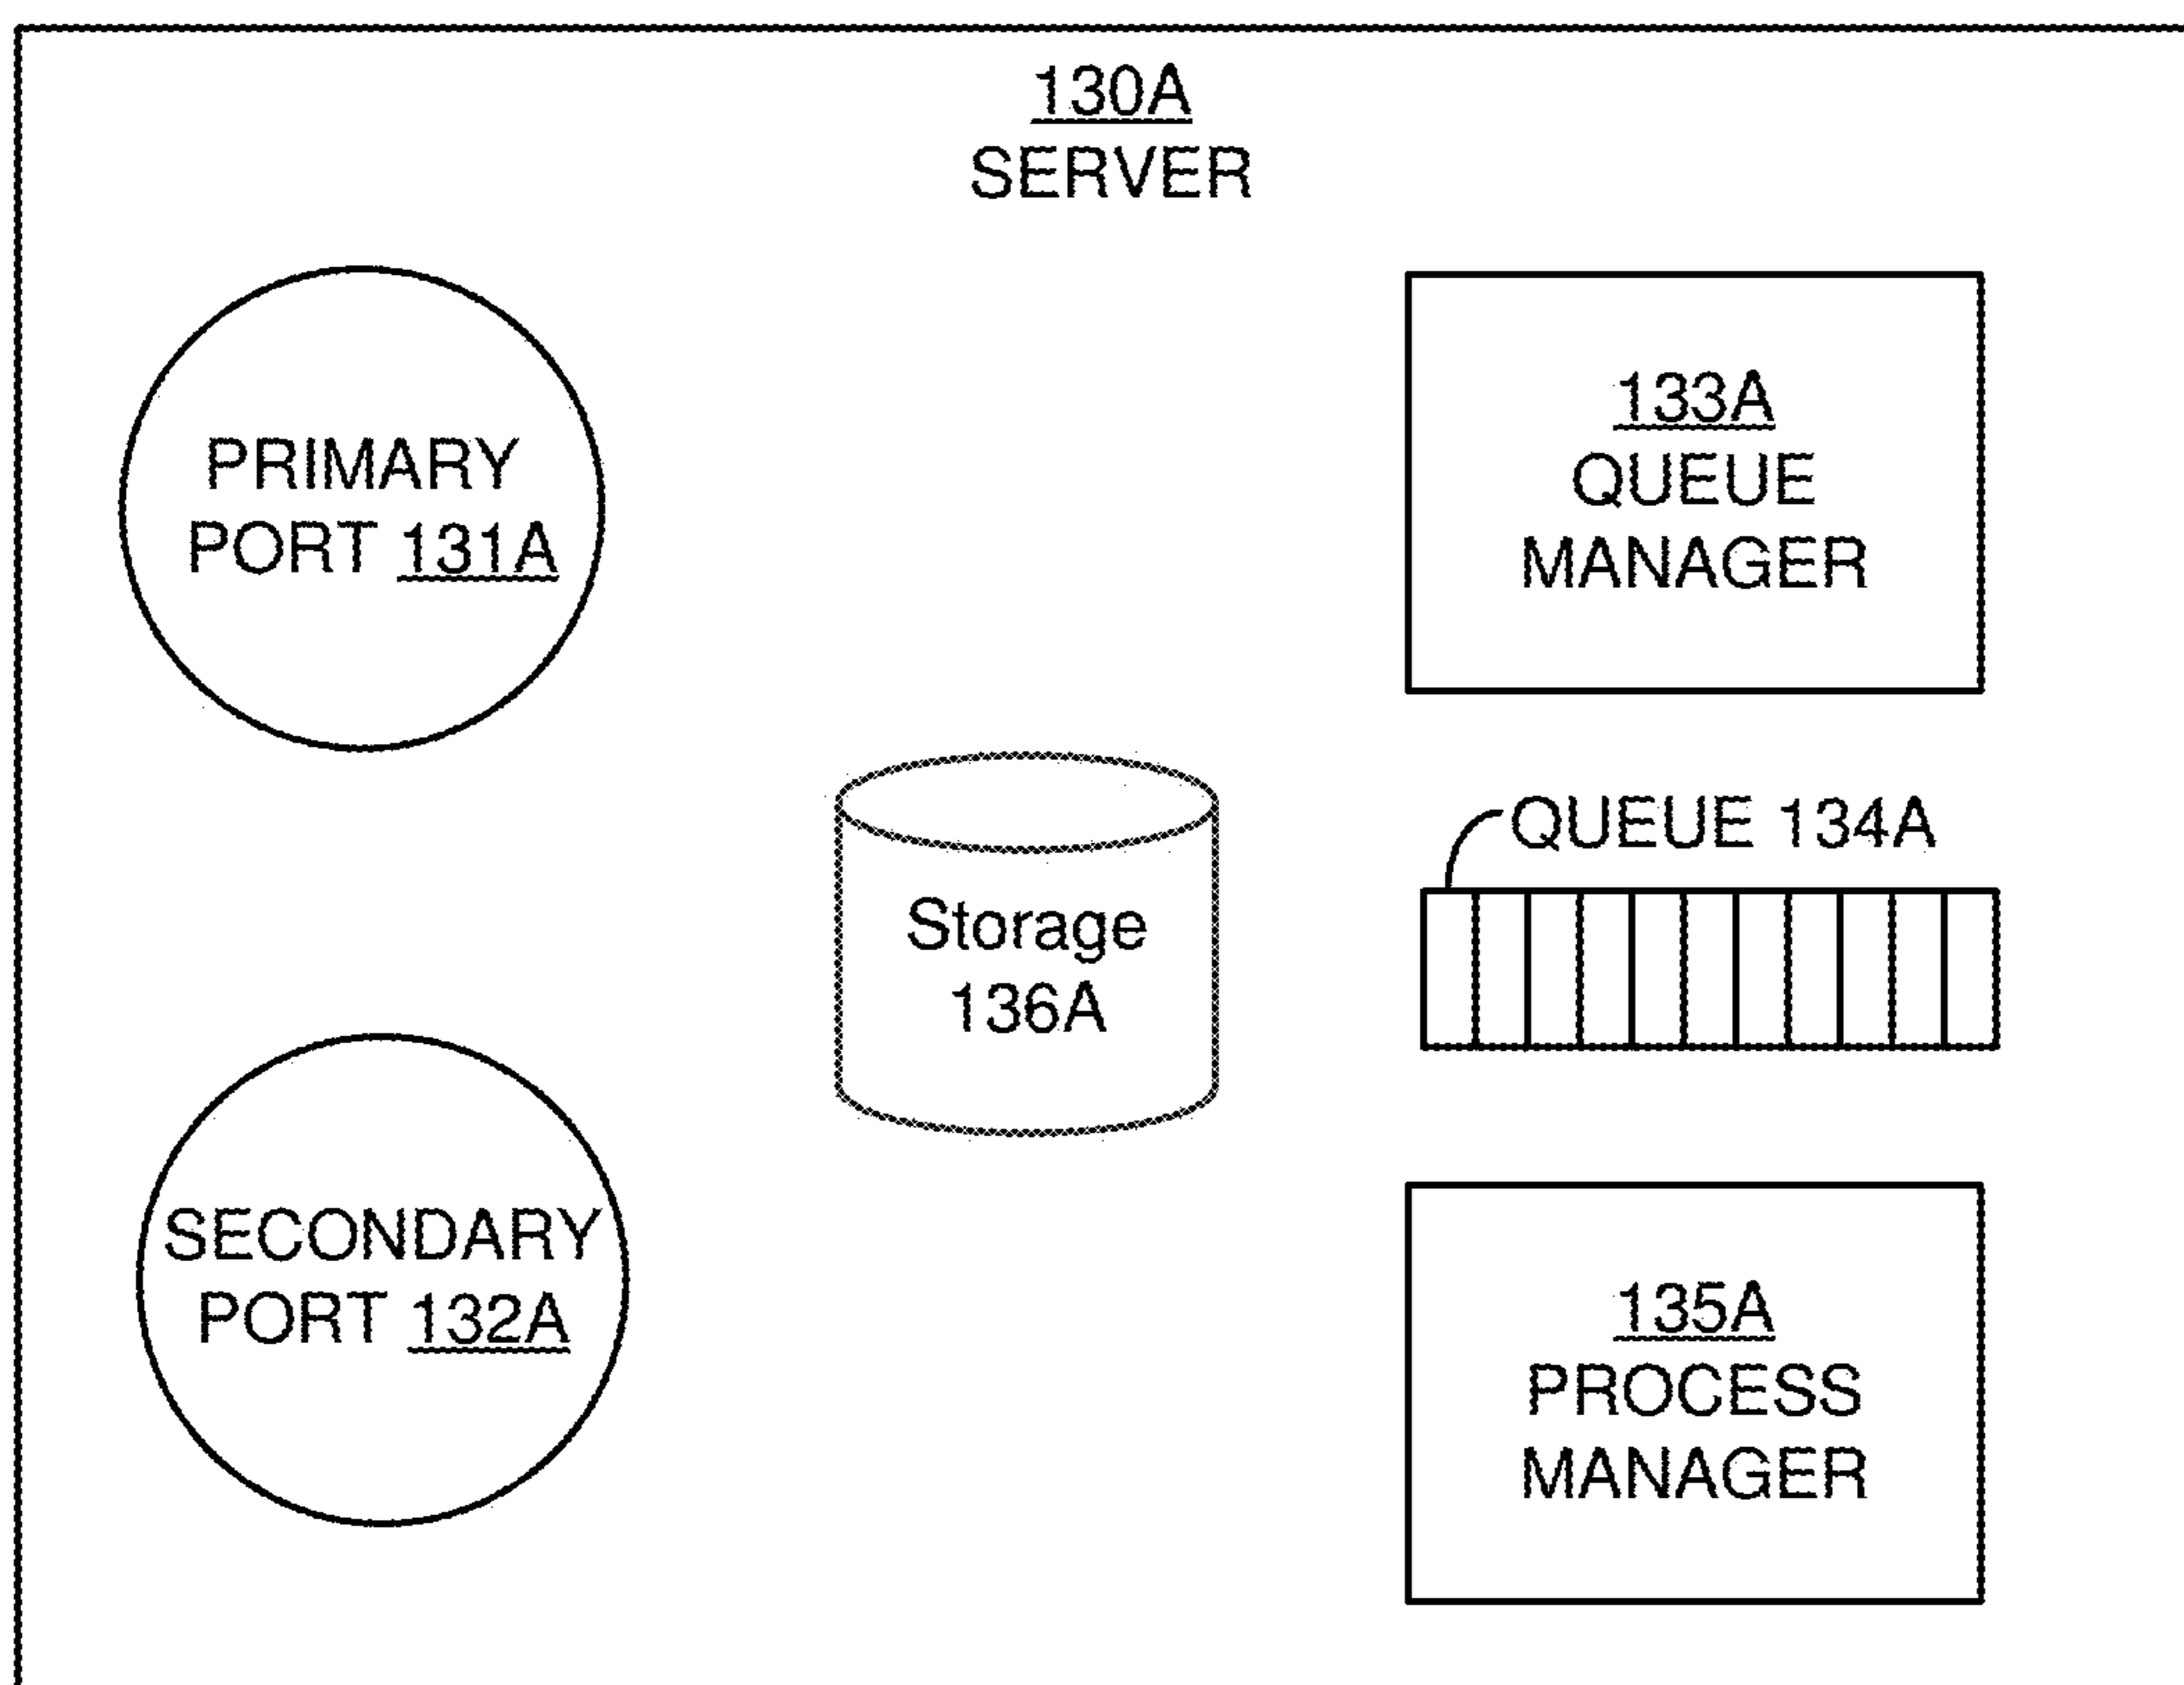 130A
SERVER
PRIMARY
PORT 131A
133A
QUEUE
MANAGER
QUEUE 134A
Storage
136A
SECONDARY
PORT 132A
135A
PROCESS
MANAGER